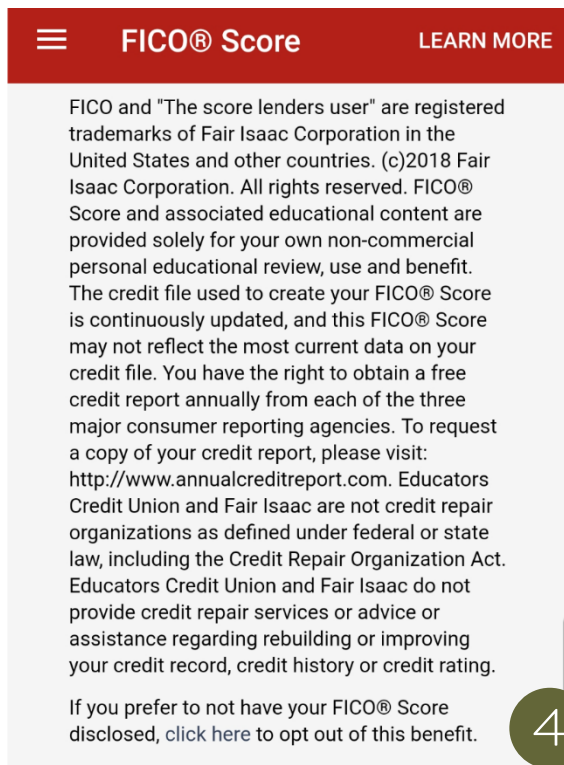 FICO® Score LEARN MORE
FICO and "The score lenders user" are registered
trademarks of Fair Isaac Corporation in the
United States and other countries. (c)2018 Fair
Isaac Corporation. All rights reserved. FICO®
Score and associated educational content are
provided solely for your own non-commercial
personal educational review, use and benefit.
The credit file used to create your FICO® Score
is continuously updated, and this FICO® Score
may not reflect the most current data on your
credit file. You have the right to obtain a free
credit report annually from each of the three
major consumer reporting agencies. To request
a copy of your credit report, please visit:
http://www.annualcreditreport.com. Educators
Credit Union and Fair Isaac are not credit repair
organizations as defined under federal or state
law, including the Credit Repair Organization Act.
Educators Credit Union and Fair Isaac do not
provide credit repair services or advice or
assistance regarding rebuilding or improving
your credit record, credit history or credit rating.
If you prefer to not have your FICO® Score
disclosed, click here to opt out of this benefit.
4